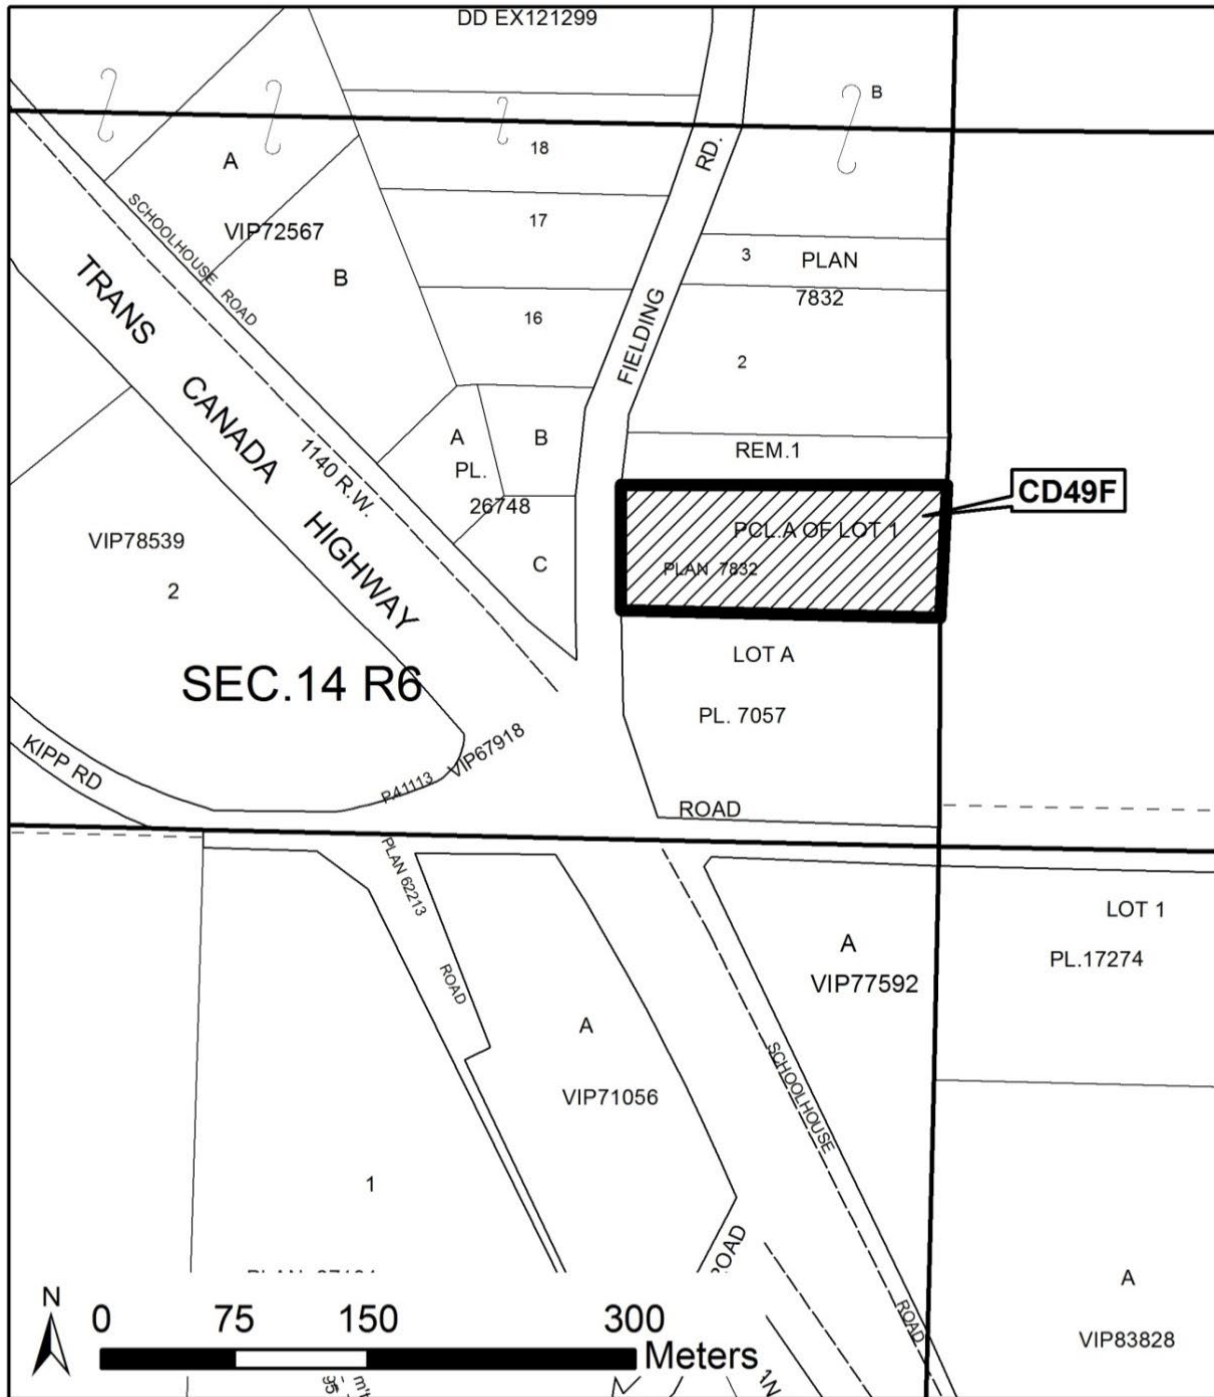 DD EX121299
B
RD.
18
A
SCHOOLHOUSE ROAD
VIP72567
17
3
PLAN
7832
B
TRANS
CANADA
HIGHWAY
16
FIELDING
2
A
B
PL.
26748
REM.1
1140 R.W.
CD49F
PCL.A OF LOT 1
PLAN 7832
VIP78539
2
C
LOT A
SEC.14 R6
PL. 7057
KIPP RD
VIP67918
P.41113
ROAD
PLAN 62213
LOT 1
A
PL.17274
VIP77592
ROAD
A
SCHOOLHOUSE
VIP71056
1
A
ROAD
VIP83828
N
0 75 150 300
Meters